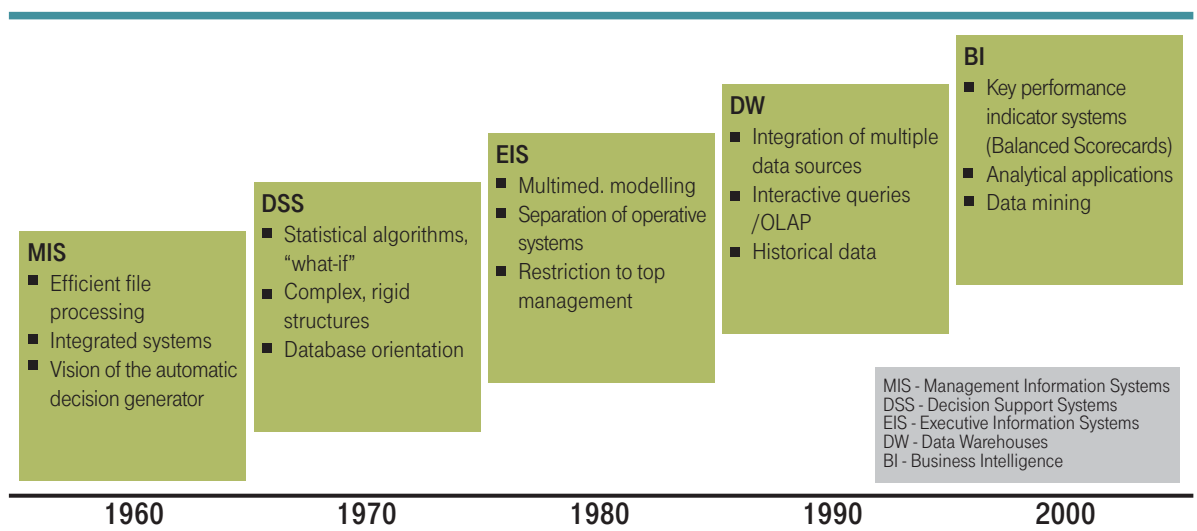 MIS
■ Efficient file
processing
■ Integrated systems
■ Vision of the automatic
decision generator
DSS
■ Statistical algorithms,
“what-if”
■ Complex, rigid
structures
■ Database orientation
EIS
■ Multimed. modelling
■ Separation of operative
systems
■ Restriction to top
management
DW
■ Integration of multiple
data sources
■ Interactive queries
/OLAP
■ Historical data
BI
■ Key performance
indicator systems
(Balanced Scorecards)
■ Analytical applications
■ Data mining
MIS - Management Information Systems
DSS - Decision Support Systems
EIS - Executive Information Systems
DW - Data Warehouses
BI - Business Intelligence
1960
1970
1980
1990
2000